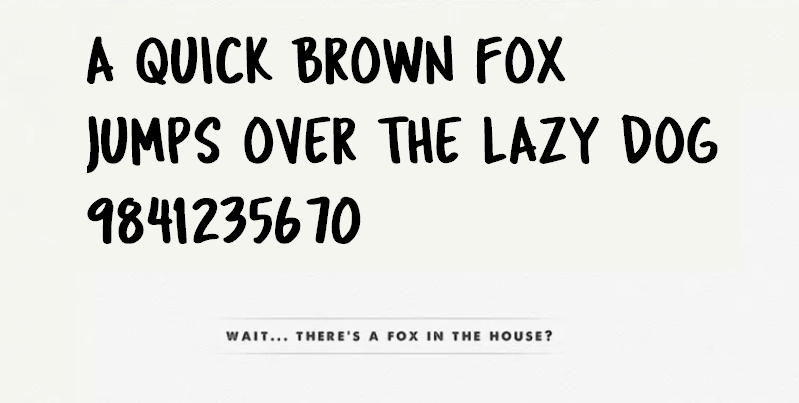 A QUICK BROWN FOX
JUMPS OVER THE LAZY DOG
9841235670
WAIT... THERE'S A FOX IN THE HOUSE?